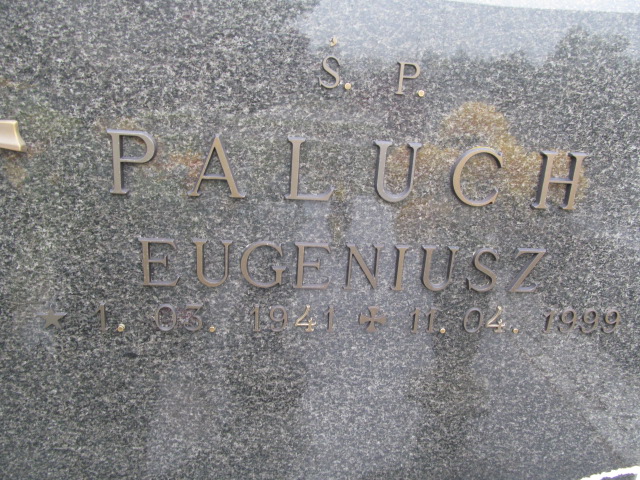 Ś. P.
PALUCH
EUGENIUSZ
★ 1. 03. 1941 ✠ 11. 04. 1999